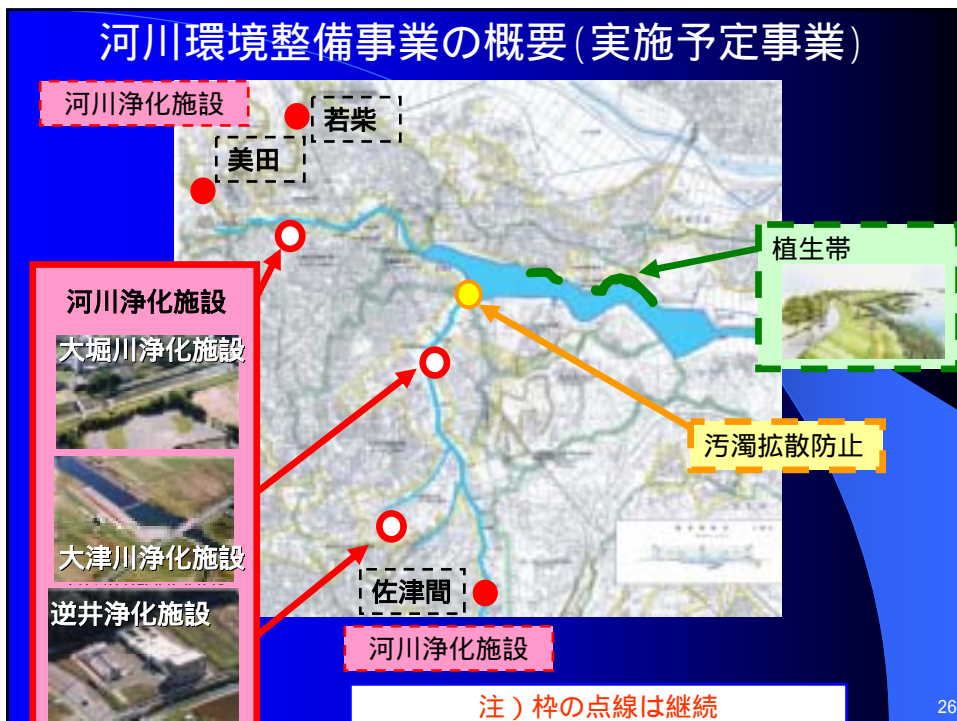 河川環境整備事業の概要(実施予定事業)
河川浄化施設
若柴
美田
植生帯
河川浄化施設
大堀川浄化施設
汚濁拡散防止
大津川浄化施設
佐津間
逆井浄化施設
河川浄化施設
注）枠の点線は継続
26